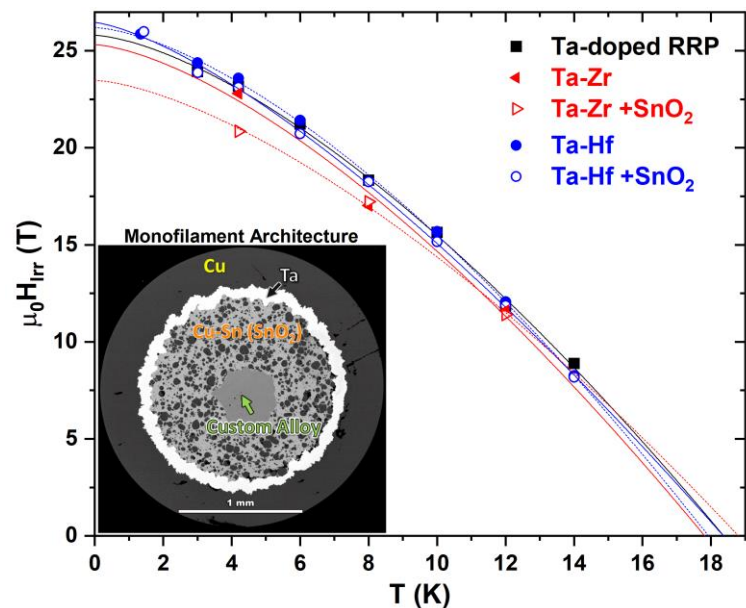 25
20
15
10
5
0
μ₀H_Irr (T)
Ta-doped RRP
Ta-Zr
Ta-Zr +SnO₂
Ta-Hf
Ta-Hf +SnO₂
Monofilament Architecture
Cu
Ta
Cu-Sn (SnO₂)
Custom Alloy
1 mm
0 2 4 6 8 10 12 14 16 18
T (K)